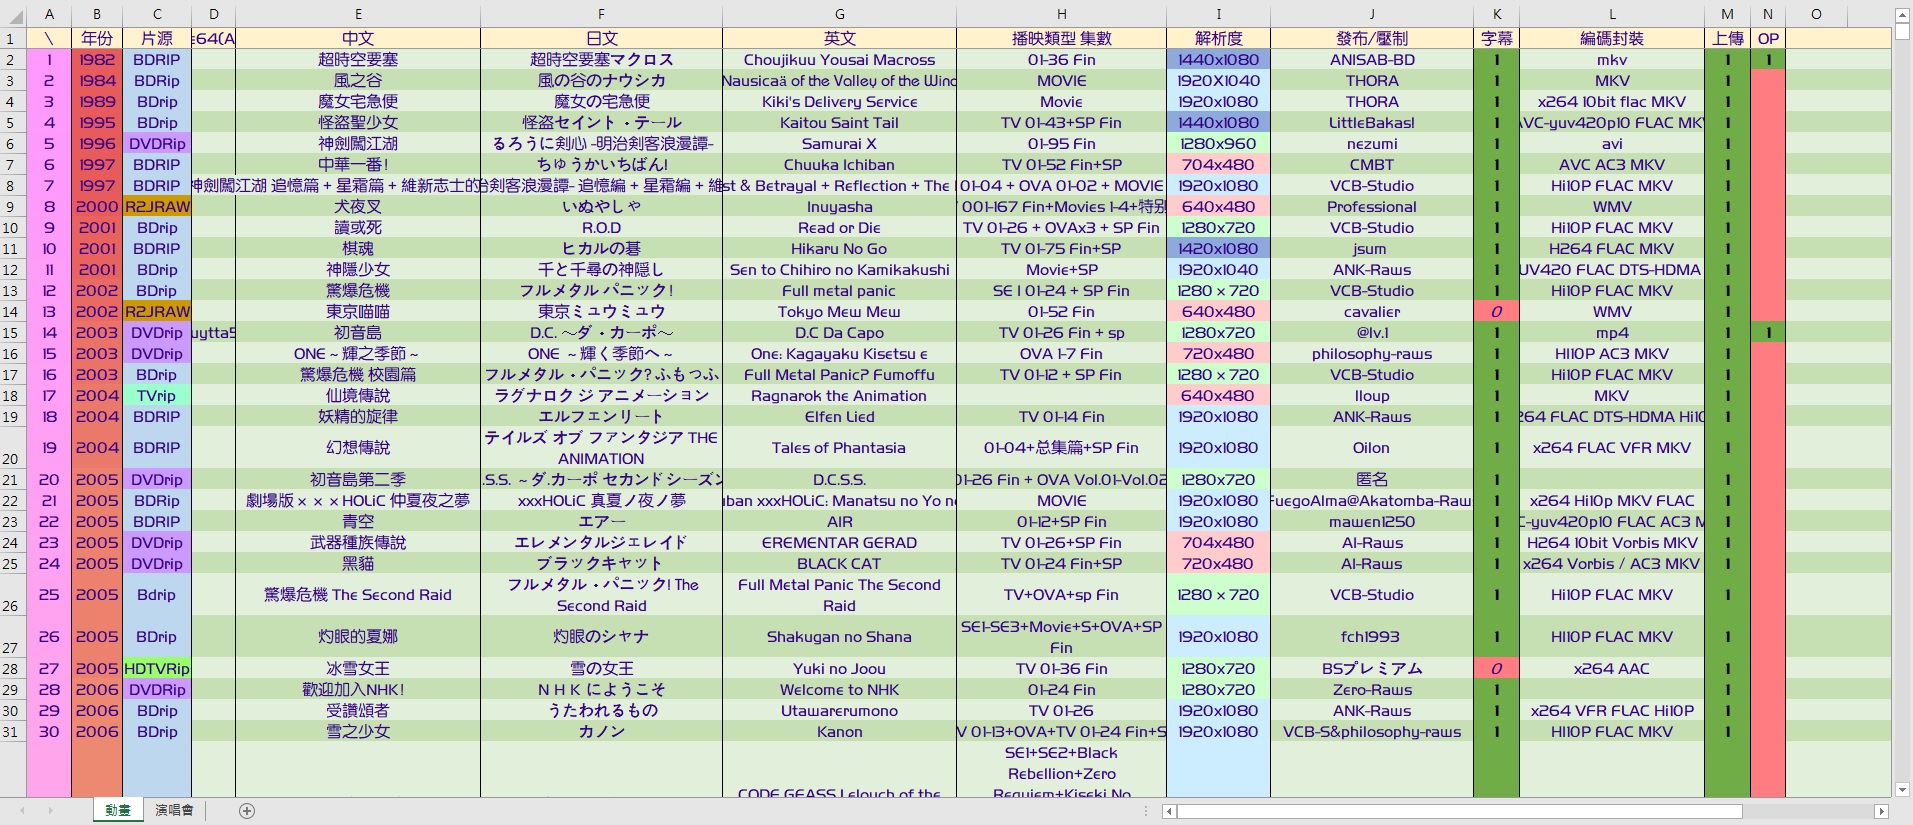 A B C D E F G H I J K L M N O
1 \ 年份 片源 e64(A 中文 日文 英文 播映類型 集數 解析度 發布/壓制 字幕 編碼封裝 上傳 OP
2 1 1982 BDRIP 超時空要塞 超時空要塞マクロス Choujikuu Yousai Macross 01-36 Fin 1440x1080 ANISAB-BD 1 mkv 1 1
3 2 1984 BDRip 風之谷 風の谷のナウシカ Nausicaä of the Valley of the Wind MOVIE 1920X1040 THORA 1 MKV 1
4 3 1989 BDrip 魔女宅急便 魔女の宅急便 Kiki's Delivery Service Movie 1920x1080 THORA 1 x264 10bit flac MKV 1
5 4 1995 BDrip 怪盜聖少女 怪盗セイント・テール Kaitou Saint Tail TV 01-43+SP Fin 1440x1080 LittleBakas! 1 AVC-yuv420p10 FLAC MKV 1
6 5 1996 DVDRip 神劍闖江湖 るろうに剣心 -明治剣客浪漫譚- Samurai X 01-95 Fin 1280x960 nezumi 1 avi 1
7 6 1997 BDRIP 中華一番! ちゅうかいちばん! Chuuka Ichiban TV 01-52 Fin+SP 704x480 CMBT 1 AVC AC3 MKV 1
8 7 1997 BDRIP 神劍闖江湖 追憶篇 + 星霜篇 + 維新志士的 台剣客浪漫譚- 追憶編 + 星霜編 + 維 st & Betrayal + Reflection + The 01-04 + OVA 01-02 + MOVIE 1920x1080 VCB-Studio 1 Hi10P FLAC MKV 1
9 8 2000 R2JRAW 犬夜叉 いぬやしゃ Inuyasha 001-167 Fin+Movies 1-4+特别 640x480 Professional 1 WMV 1
10 9 2001 BDrip 讀或死 R.O.D Read or Die TV 01-26 + OVAx3 + SP Fin 1280x720 VCB-Studio 1 Hi10P FLAC MKV 1
11 10 2001 BDRIP 棋魂 ヒカルの碁 Hikaru No Go TV 01-75 Fin+SP 1420x1080 jsum 1 H264 FLAC MKV 1
12 11 2001 BDrip 神隱少女 千と千尋の神隠し Sen to Chihiro no Kamikakushi Movie+SP 1920x1040 ANK-Raws 1 UV420 FLAC DTS-HDMA 1
13 12 2002 BDrip 驚爆危機 フルメタル パニック! Full metal panic SE 1 01-24 + SP Fin 1280 × 720 VCB-Studio 1 Hi10P FLAC MKV 1
14 13 2002 R2JRAW 東京喵喵 東京ミュウミュウ Tokyo Mew Mew 01-52 Fin 640x480 cavalier 0 WMV 1
15 14 2003 DVDrip uytta5 初音島 D.C. ～ダ・カーポ～ D.C Da Capo TV 01-26 Fin + sp 1280x720 @lv.1 1 mp4 1 1
16 15 2003 DVDrip ONE ~ 輝之季節 ~ ONE ~ 輝く季節へ ~ One: Kagayaku Kisetsu e OVA 1-7 Fin 720x480 philosophy-raws 1 HI10P AC3 MKV 1
17 16 2003 BDrip 驚爆危機 校園篇 フルメタル・パニック? ふもっふ Full Metal Panic? Fumoffu TV 01-12 + SP Fin 1280 × 720 VCB-Studio 1 Hi10P FLAC MKV 1
18 17 2004 TVrip 仙境傳說 ラグナロク ジ アニメーション Ragnarok the Animation 640x480 lloup 1 MKV 1
19 18 2004 BDRIP 妖精的旋律 エルフェンリート Elfen Lied TV 01-14 Fin 1920x1080 ANK-Raws 1 264 FLAC DTS-HDMA Hi10 1
20 19 2004 BDRIP 幻想傳說 テイルズ オブ ファンタジア THE ANIMATION Tales of Phantasia 01-04+总集篇+SP Fin 1920x1080 Oilon 1 x264 FLAC VFR MKV 1
21 20 2005 DVDrip 初音島第二季 .S.S. ～ダ.カーポ セカンドシーズン D.C.S.S. 01-26 Fin + OVA Vol.01-Vol.02 1280x720 匿名 1 1
22 21 2005 BDRip 劇場版×××HOLiC 仲夏夜之夢 xxxHOLiC 真夏ノ夜ノ夢 ban xxxHOLiC: Manatsu no Yo no MOVIE 1920x1080 FuegoAlma@Akatomba-Raws 1 x264 Hi10p MKV FLAC 1
23 22 2005 BDRIP 青空 エアー AIR 01-12+SP Fin 1920x1080 mawen1250 1 C-yuv420p10 FLAC AC3 M 1
24 23 2005 DVDrip 武器種族傳說 エレメンタルジェレイド EREMENTAR GERAD TV 01-26+SP Fin 704x480 AI-Raws 1 H264 10bit Vorbis MKV 1
25 24 2005 DVDrip 黑貓 ブラックキャット BLACK CAT TV 01-24 Fin+SP 720x480 AI-Raws 1 x264 Vorbis / AC3 MKV 1
26 25 2005 Bdrip 驚爆危機 The Second Raid フルメタル・パニック! The Second Raid Full Metal Panic The Second Raid TV+OVA+sp Fin 1280 × 720 VCB-Studio 1 Hi10P FLAC MKV 1
27 26 2005 BDrip 灼眼的夏娜 灼眼のシャナ Shakugan no Shana SE1-SE3+Movie+S+OVA+SP Fin 1920x1080 fch1993 1 HI10P FLAC MKV 1
28 27 2005 HDTVRip 冰雪女王 雪の女王 Yuki no Joou TV 01-36 Fin 1280x720 BSプレミアム 0 x264 AAC 1
29 28 2006 DVDRip 歡迎加入NHK! ＮＨＫにようこそ Welcome to NHK 01-24 Fin 1280x720 Zero-Raws 1 1
30 29 2006 BDrip 受讚頌者 うたわれるもの Utawarerumono TV 01-26 1920x1080 ANK-Raws 1 x264 VFR FLAC Hi10P 1
31 30 2006 BDrip 雪之少女 カノン Kanon V 01-13+OVA+TV 01-24 Fin+S 1920x1080 VCB-S&philosophy-raws 1 HI10P FLAC MKV 1
SE1+SE2+Black
Rebellion+Zero
CODE GEASS Lelouch of the Requiem+Kiseki No
動畫 演唱會